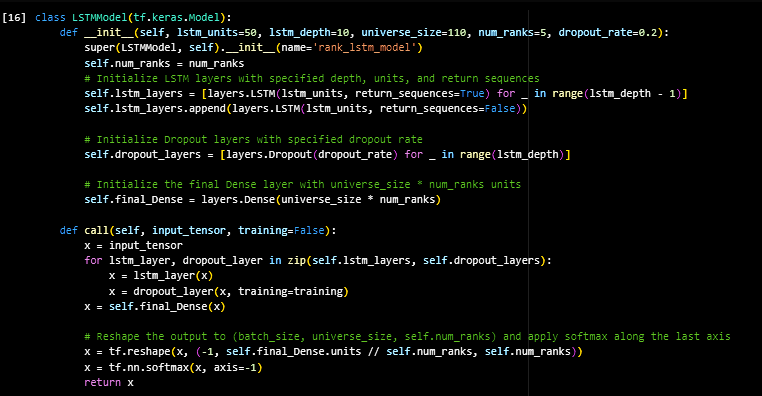 [16] class LSTMModel(tf.keras.Model):
    def __init__(self, lstm_units=50, lstm_depth=10, universe_size=110, num_ranks=5, dropout_rate=0.2):
        super(LSTMModel, self).__init__(name='rank_lstm_model')
        self.num_ranks = num_ranks
        # Initialize LSTM layers with specified depth, units, and return sequences
        self.lstm_layers = [layers.LSTM(lstm_units, return_sequences=True) for _ in range(lstm_depth - 1)]
        self.lstm_layers.append(layers.LSTM(lstm_units, return_sequences=False))

        # Initialize Dropout layers with specified dropout rate
        self.dropout_layers = [layers.Dropout(dropout_rate) for _ in range(lstm_depth)]

        # Initialize the final Dense layer with universe_size * num_ranks units
        self.final_Dense = layers.Dense(universe_size * num_ranks)

    def call(self, input_tensor, training=False):
        x = input_tensor
        for lstm_layer, dropout_layer in zip(self.lstm_layers, self.dropout_layers):
            x = lstm_layer(x)
            x = dropout_layer(x, training=training)
        x = self.final_Dense(x)

        # Reshape the output to (batch_size, universe_size, self.num_ranks) and apply softmax along the last axis
        x = tf.reshape(x, (-1, self.final_Dense.units // self.num_ranks, self.num_ranks))
        x = tf.nn.softmax(x, axis=-1)
        return x